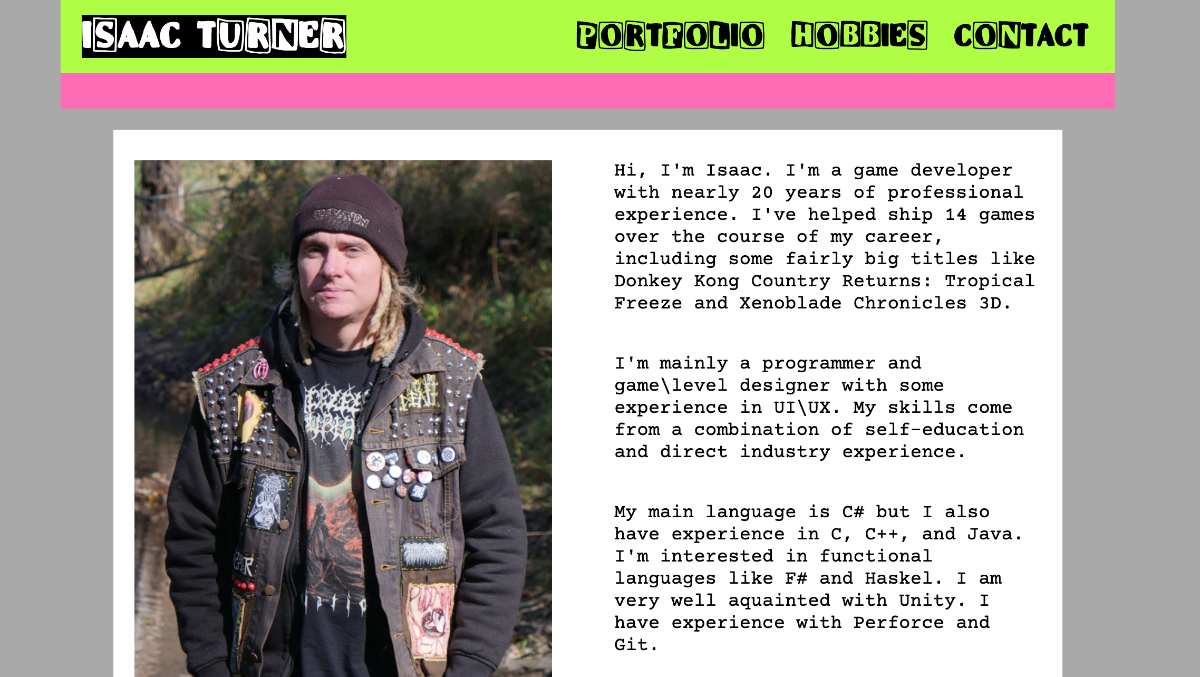 ISAAC TURNER
PORTFOLIO HOBBIES CONTACT
Hi, I'm Isaac. I'm a game developer
with nearly 20 years of professional
experience. I've helped ship 14 games
over the course of my career,
including some fairly big titles like
Donkey Kong Country Returns: Tropical
Freeze and Xenoblade Chronicles 3D.
I'm mainly a programmer and
game\level designer with some
experience in UI\UX. My skills come
from a combination of self-education
and direct industry experience.
My main language is C# but I also
have experience in C, C++, and Java.
I'm interested in functional
languages like F# and Haskel. I am
very well aquainted with Unity. I
have experience with Perforce and
Git.